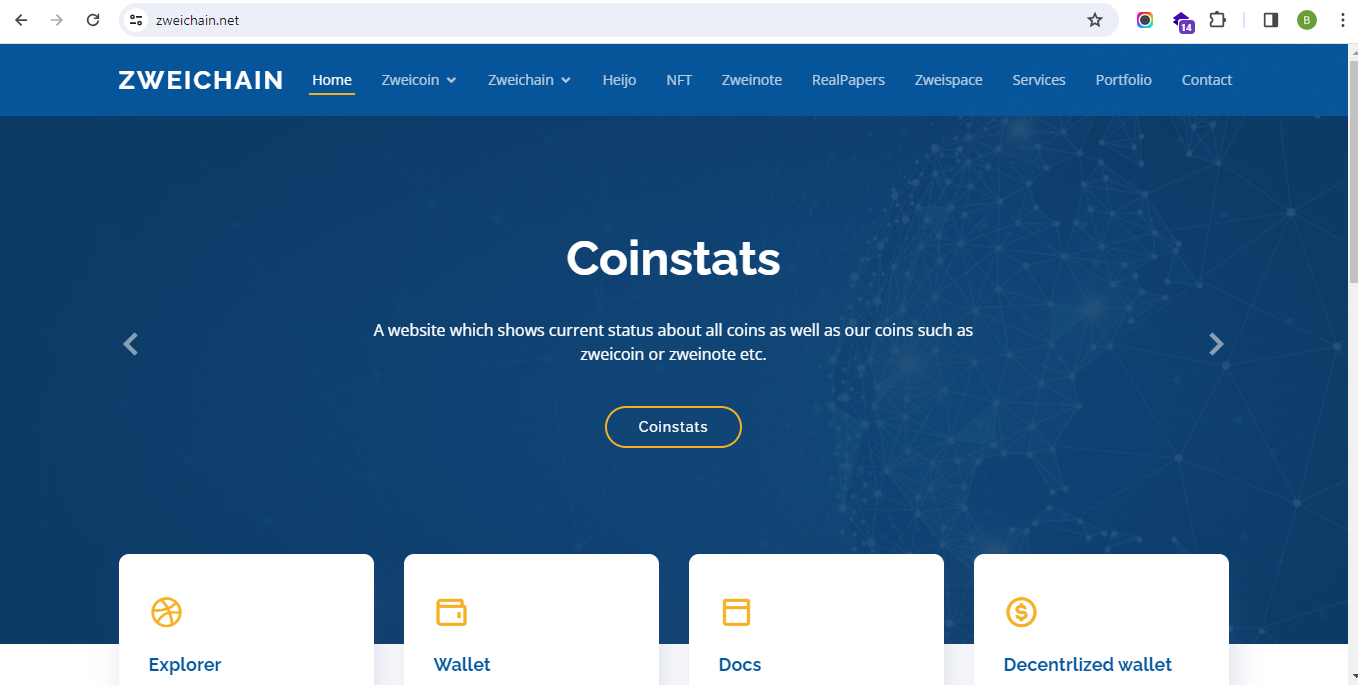 zweichain.net
14
B
ZWEICHAIN Home Zweicoin Zweichain Heijo NFT Zweinote RealPapers Zweispace Services Portfolio Contact
Coinstats
A website which shows current status about all coins as well as our coins such as
zweicoin or zweinote etc.
Coinstats
Explorer Wallet Docs Decentrlized wallet